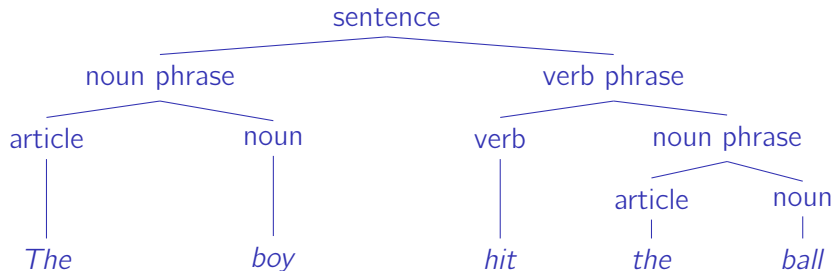 sentence
noun phrase verb phrase
article noun verb noun phrase
article noun
The boy hit the ball